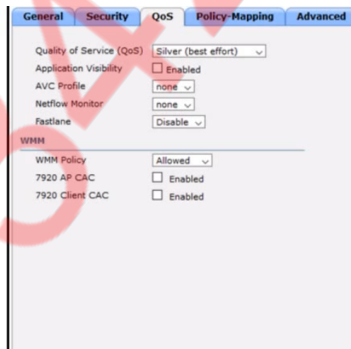 General Security QoS Policy-Mapping Advanced
Quality of Service (QoS) Silver (best effort)
Application Visibility Enabled
AVC Profile none
Netflow Monitor none
Fastlane Disable
WMM
WMM Policy Allowed
7920 AP CAC Enabled
7920 Client CAC Enabled